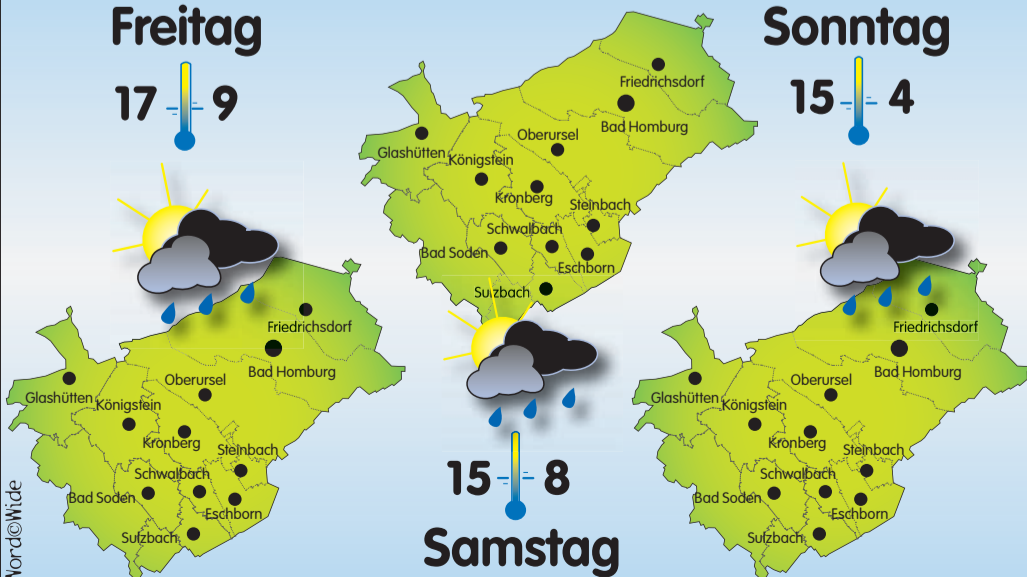 Freitag
17 9
Friedrichsdorf
Bad Homburg
Oberursel
Glashütten
Königstein
Kronberg
Steinbach
Schwalbach
Bad Soden
Eschborn
Sulzbach
Friedrichsdorf
Bad Homburg
Oberursel
Glashütten
Königstein
Kronberg
Steinbach
Schwalbach
Bad Soden
Eschborn
Sulzbach
15 8
Samstag
Sonntag
15 4
Friedrichsdorf
Bad Homburg
Oberursel
Glashütten
Königstein
Kronberg
Steinbach
Schwalbach
Bad Soden
Eschborn
Sulzbach
Nord©Wide